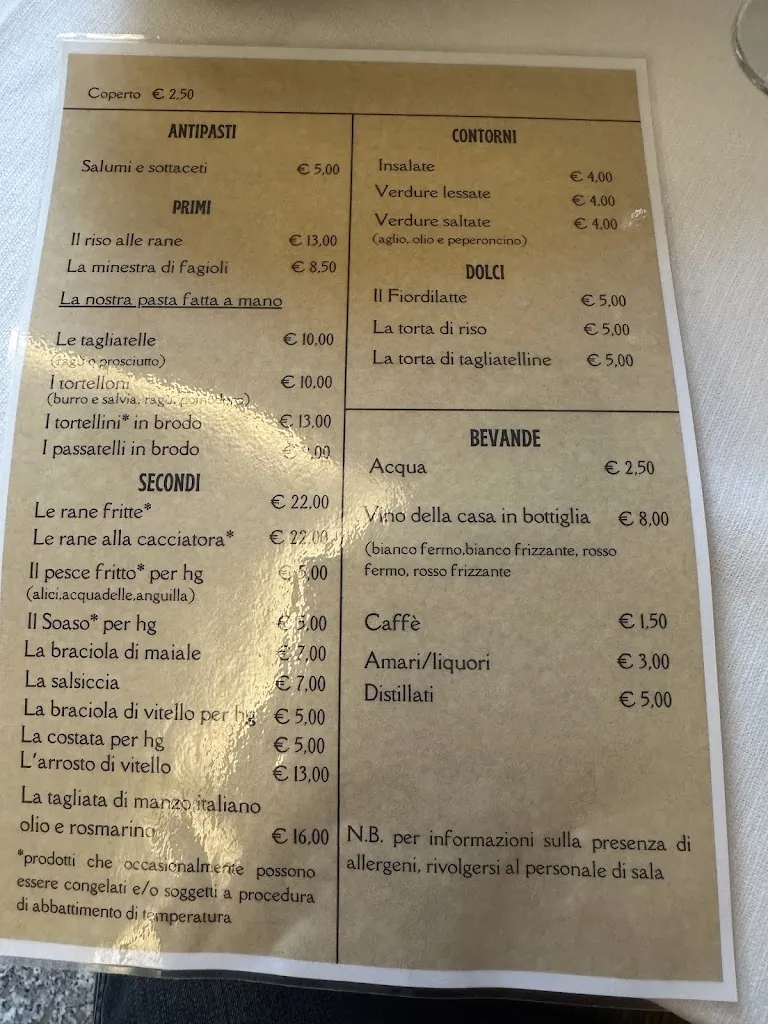 Coperto € 2,50
ANTIPASTI
Salumi e sottaceti € 5,00
PRIMI
Il riso alle rane € 13,00
La minestra di fagioli € 8,50
La nostra pasta fatta a mano
Le tagliatelle € 10,00
(ragù o prosciutto)
I tortelloni € 10,00
(burro e salvia, ragù, pomodoro)
I tortellini* in brodo € 13,00
I passatelli in brodo
SECONDI
Le rane fritte* € 22,00
Le rane alla cacciatora* € 22,00
Il pesce fritto* per hg € 5,00
(alici,acquadelle,anguilla)
Il Soaso* per hg € 5,00
La braciola di maiale € 7,00
La salsiccia € 7,00
La braciola di vitello per hg € 5,00
La costata per hg € 5,00
L'arrosto di vitello € 13,00
La tagliata di manzo italiano
olio e rosmarino € 16,00
*prodotti che occasionalmente possono
essere congelati e/o soggetti a procedura
di abbattimento di temperatura
CONTORNI
Insalate € 4,00
Verdure lessate € 4,00
Verdure saltate € 4,00
(aglio, olio e peperoncino)
DOLCI
Il Fiordilatte € 5,00
La torta di riso € 5,00
La torta di tagliatelline € 5,00
BEVANDE
Acqua € 2,50
Vino della casa in bottiglia € 8,00
(bianco fermo,bianco frizzante, rosso
fermo, rosso frizzante
Caffè € 1,50
Amari/liquori € 3,00
Distillati € 5,00
N.B. per informazioni sulla presenza di
allergeni, rivolgersi al personale di sala